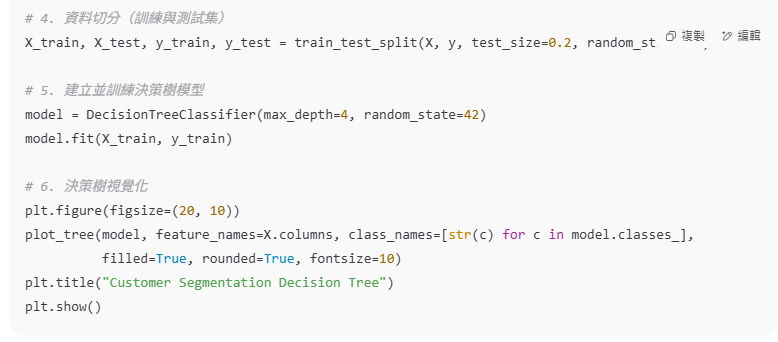 # 4. 資料切分（訓練與測試集）
X_train, X_test, y_train, y_test = train_test_split(X, y, test_size=0.2, random_st
複製 編輯
# 5. 建立並訓練決策樹模型
model = DecisionTreeClassifier(max_depth=4, random_state=42)
model.fit(X_train, y_train)
# 6. 決策樹視覺化
plt.figure(figsize=(20, 10))
plot_tree(model, feature_names=X.columns, class_names=[str(c) for c in model.classes_],
filled=True, rounded=True, fontsize=10)
plt.title("Customer Segmentation Decision Tree")
plt.show()